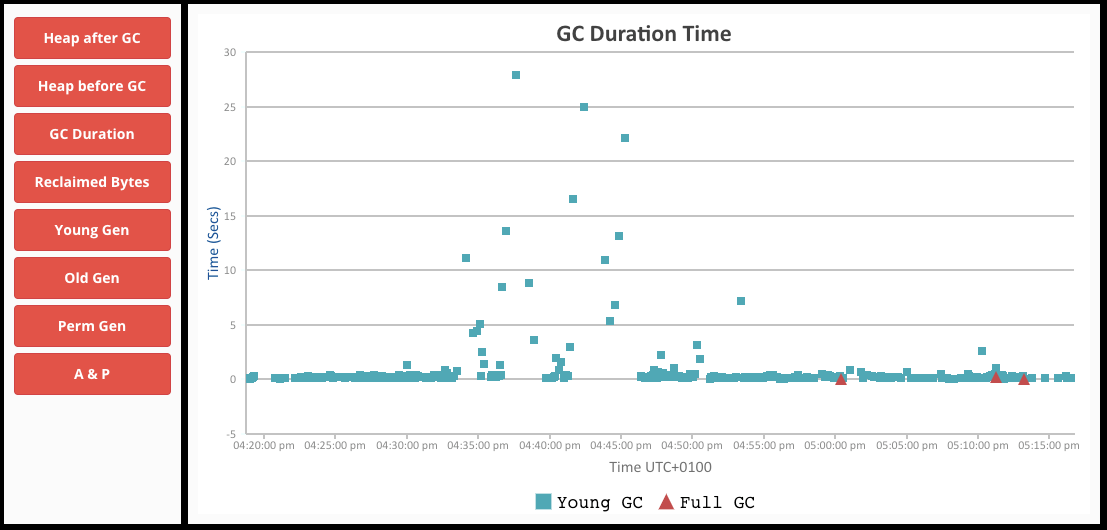 Heap after GC
Heap before GC
GC Duration
Reclaimed Bytes
Young Gen
Old Gen
Perm Gen
A & P
GC Duration Time
30
25
20
15
10
5
0
-5
Time (Secs)
04:20:00 pm 04:25:00 pm 04:30:00 pm 04:35:00 pm 04:40:00 pm 04:45:00 pm 04:50:00 pm 04:55:00 pm 05:00:00 pm 05:05:00 pm 05:10:00 pm 05:15:00 pm
Time UTC+0100
Young GC Full GC